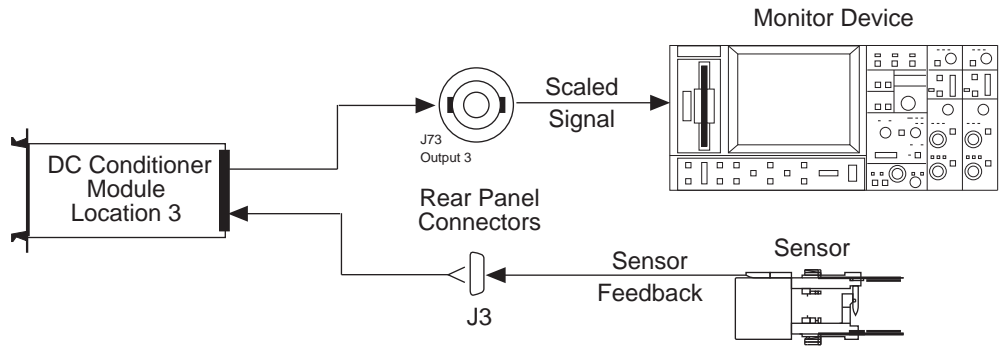 Monitor Device
Scaled
Signal
J73
Output 3
DC Conditioner
Module
Location 3
Rear Panel
Connectors
Sensor
Feedback
J3
Sensor